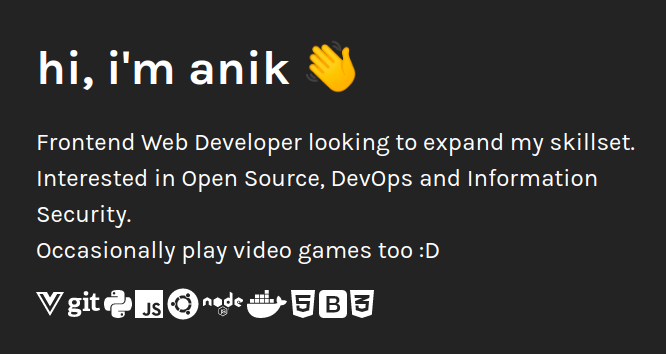 hi, i'm anik 👋
Frontend Web Developer looking to expand my skillset.
Interested in Open Source, DevOps and Information
Security.
Occasionally play video games too :D
git JS node JS 5 B 3